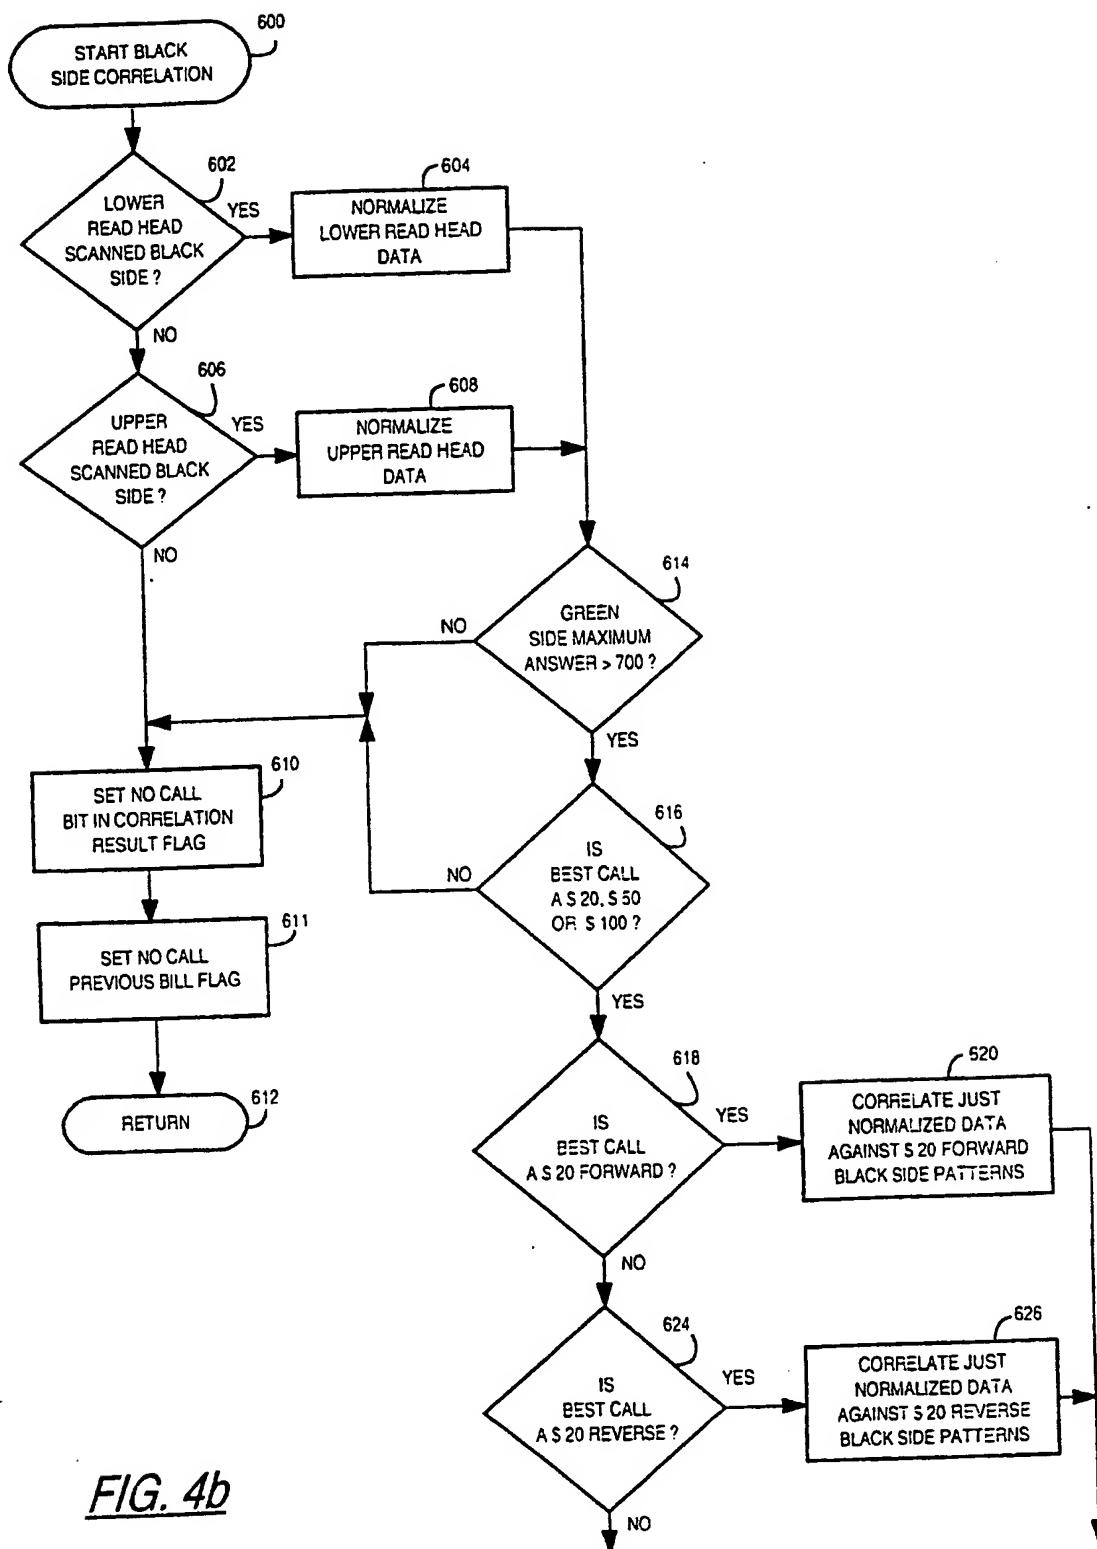 600
START BLACK
SIDE CORRELATION
602
LOWER
READ HEAD
SCANNED BLACK
SIDE ?
YES
604
NORMALIZE
LOWER READ HEAD
DATA
NO
606
UPPER
READ HEAD
SCANNED BLACK
SIDE ?
YES
608
NORMALIZE
UPPER READ HEAD
DATA
NO
614
GREEN
SIDE MAXIMUM
ANSWER > 700 ?
NO
YES
610
SET NO CALL
BIT IN CORRELATION
RESULT FLAG
616
IS
BEST CALL
A $ 20, $ 50
OR $ 100 ?
NO
YES
611
SET NO CALL
PREVIOUS BILL FLAG
612
RETURN
618
IS
BEST CALL
A $ 20 FORWARD ?
YES
620
CORRELATE JUST
NORMALIZED DATA
AGAINST $ 20 FORWARD
BLACK SIDE PATTERNS
NO
624
IS
BEST CALL
A $ 20 REVERSE ?
YES
626
CORRELATE JUST
NORMALIZED DATA
AGAINST $ 20 REVERSE
BLACK SIDE PATTERNS
NO
FIG. 4b